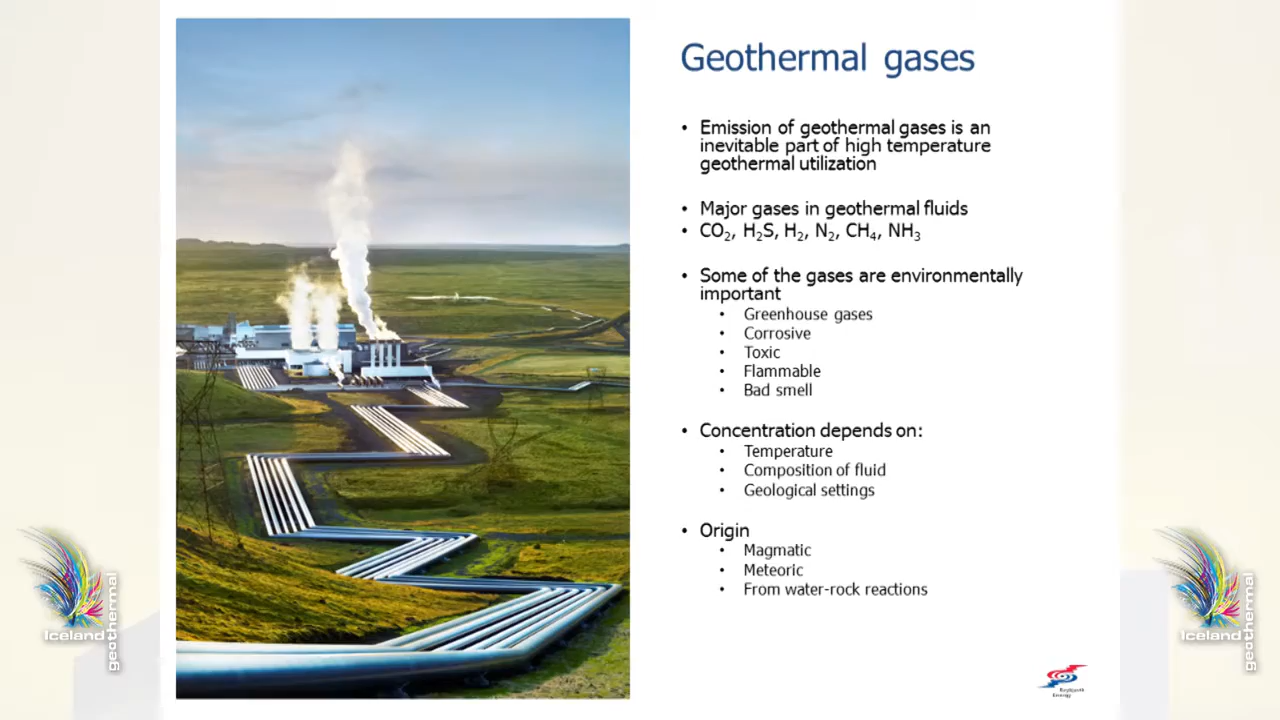 Geothermal gases
• Emission of geothermal gases is an
inevitable part of high temperature
geothermal utilization
• Major gases in geothermal fluids
• CO₂, H₂S, H₂, N₂, CH₄, NH₃
• Some of the gases are environmentally
important
• Greenhouse gases
• Corrosive
• Toxic
• Flammable
• Bad smell
• Concentration depends on:
• Temperature
• Composition of fluid
• Geological settings
• Origin
• Magmatic
• Meteoric
• From water-rock reactions
Iceland
geothermal
Iceland
geothermal
Reykjavik
Energy